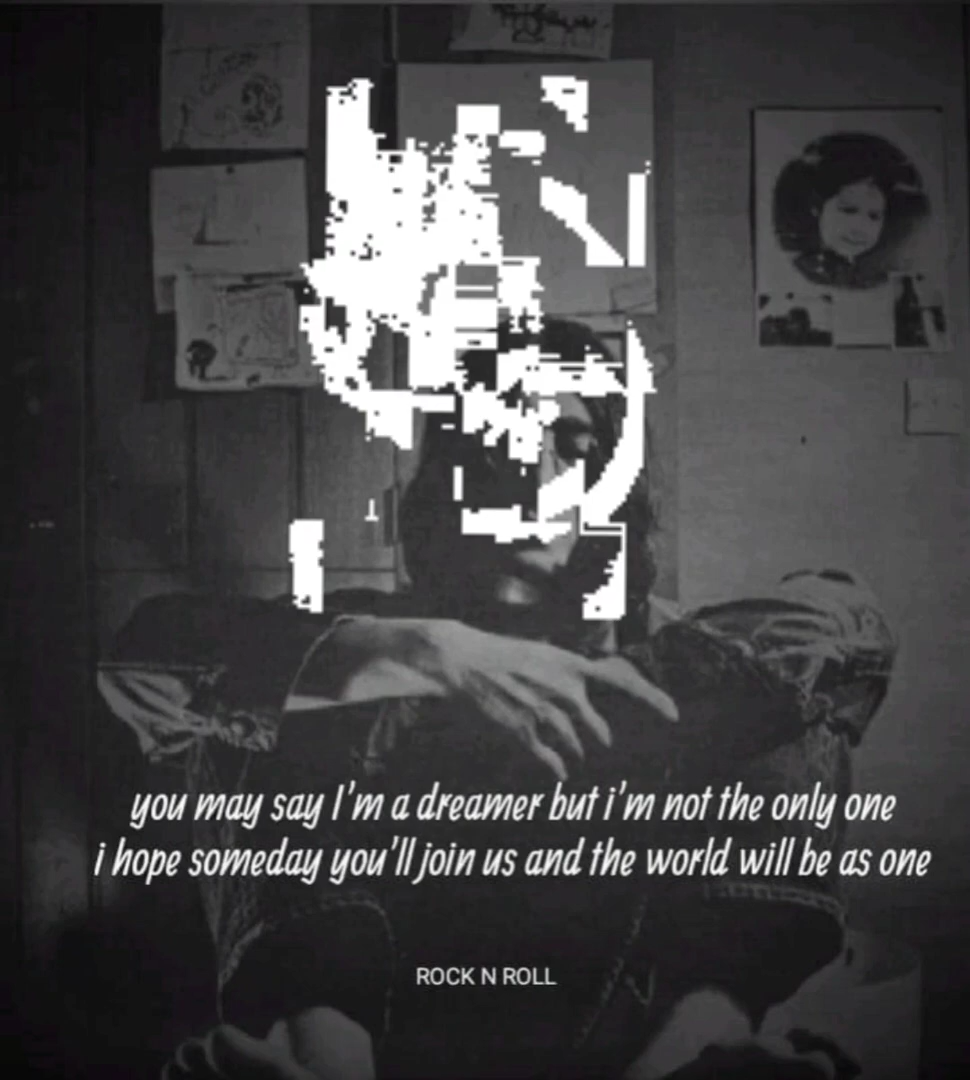 you may say I'm a dreamer but i'm not the only one
i hope someday you'll join us and the world will be as one
ROCK N ROLL